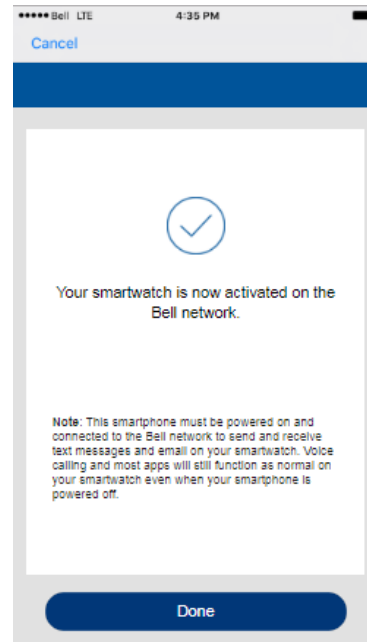 Bell LTE 4:35 PM
Cancel
Your smartwatch is now activated on the
Bell network.
Note: This smartphone must be powered on and
connected to the Bell network to send and receive
text messages and email on your smartwatch. Voice
calling and most apps will still function as normal on
your smartwatch even when your smartphone is
powered off.
Done